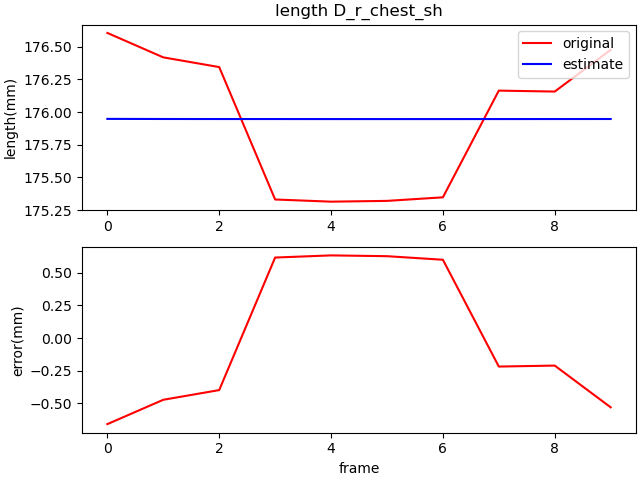 length D_r_chest_sh
length(mm)
176.50
176.25
176.00
175.75
175.50
175.25
original
estimate
0 2 4 6 8
error(mm)
0.50
0.25
0.00
−0.25
−0.50
0 2 4 6 8
frame